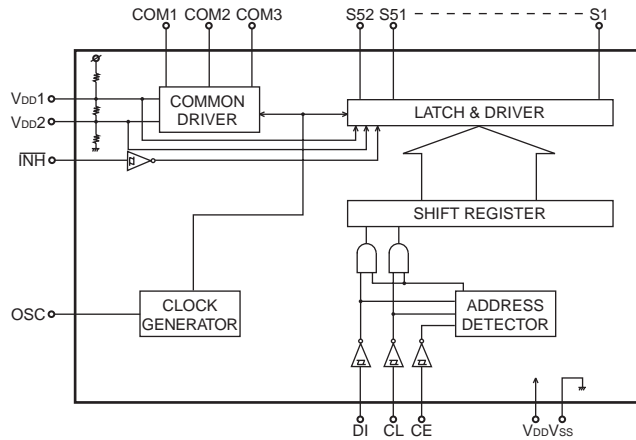 COM1 COM2 COM3 S52 S51 S1
VDD1
COMMON
DRIVER
LATCH & DRIVER
VDD2
INH
SHIFT REGISTER
OSC
CLOCK
GENERATOR
ADDRESS
DETECTOR
DI CL CE VDD VSS